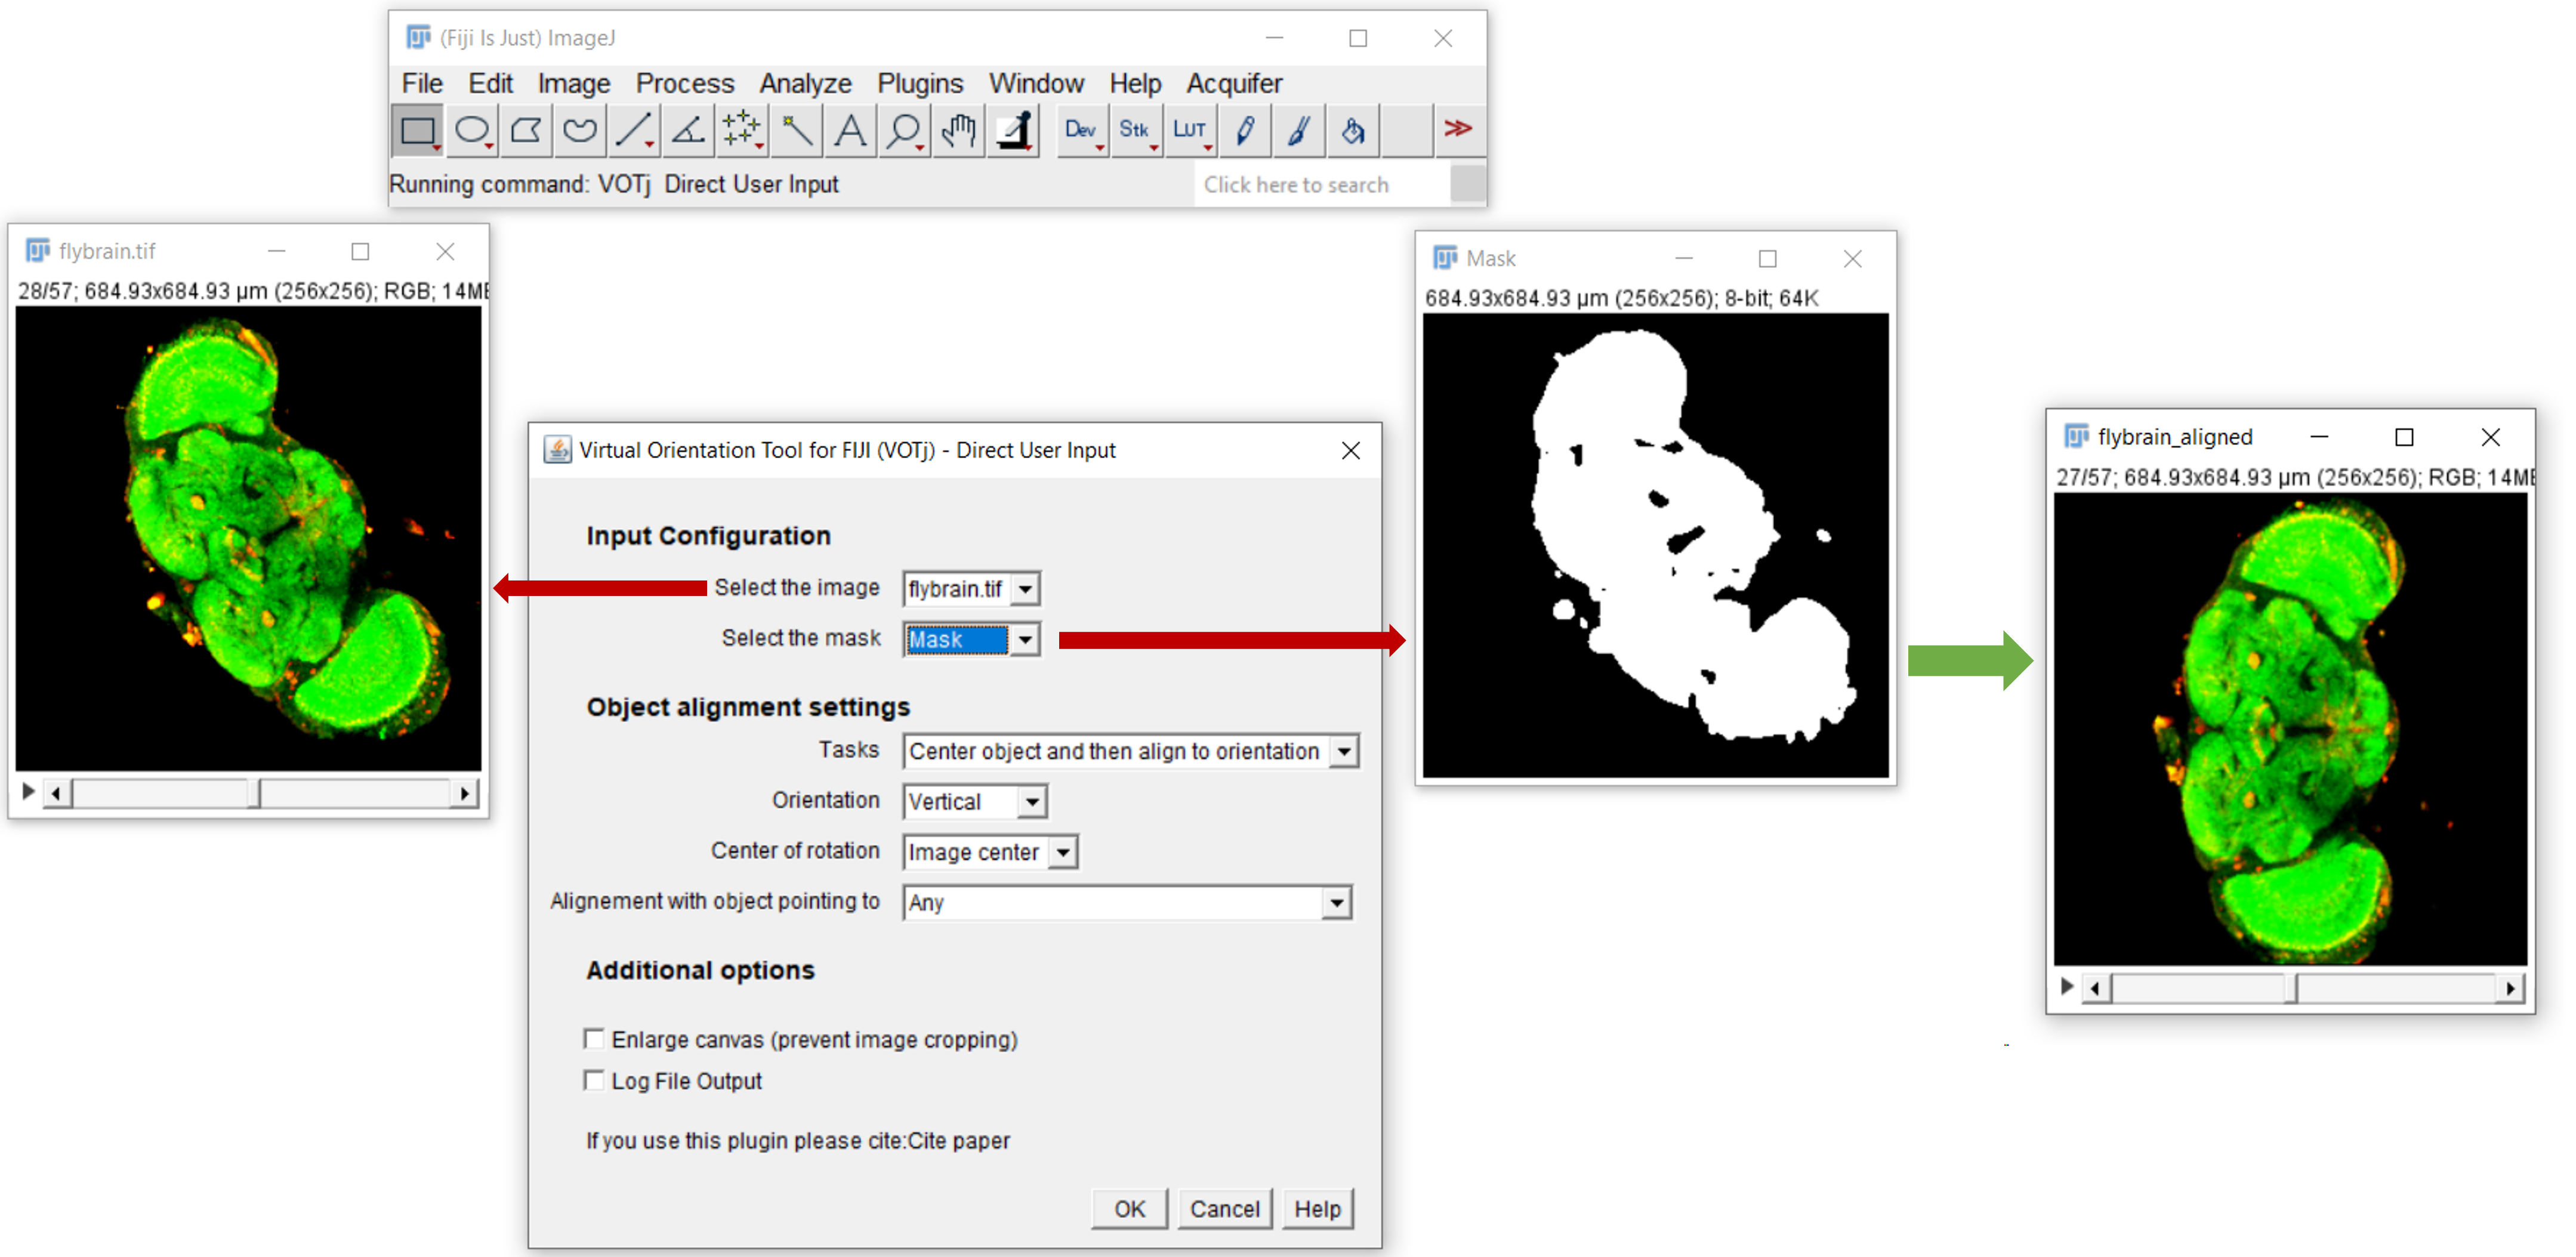 (Fiji Is Just) ImageJ
File Edit Image Process Analyze Plugins Window Help Acquifer
Dev Stk LUT
Running command: VOTj Direct User Input
Click here to search
flybrain.tif
28/57; 684.93x684.93 µm (256x256); RGB; 14M
Virtual Orientation Tool for FIJI (VOTj) - Direct User Input
Input Configuration
Select the image flybrain.tif
Select the mask Mask
Object alignment settings
Tasks Center object and then align to orientation
Orientation Vertical
Center of rotation Image center
Alignement with object pointing to Any
Additional options
Enlarge canvas (prevent image cropping)
Log File Output
If you use this plugin please cite:Cite paper
OK Cancel Help
Mask
684.93x684.93 µm (256x256); 8-bit; 64K
flybrain_aligned
27/57; 684.93x684.93 µm (256x256); RGB; 14M